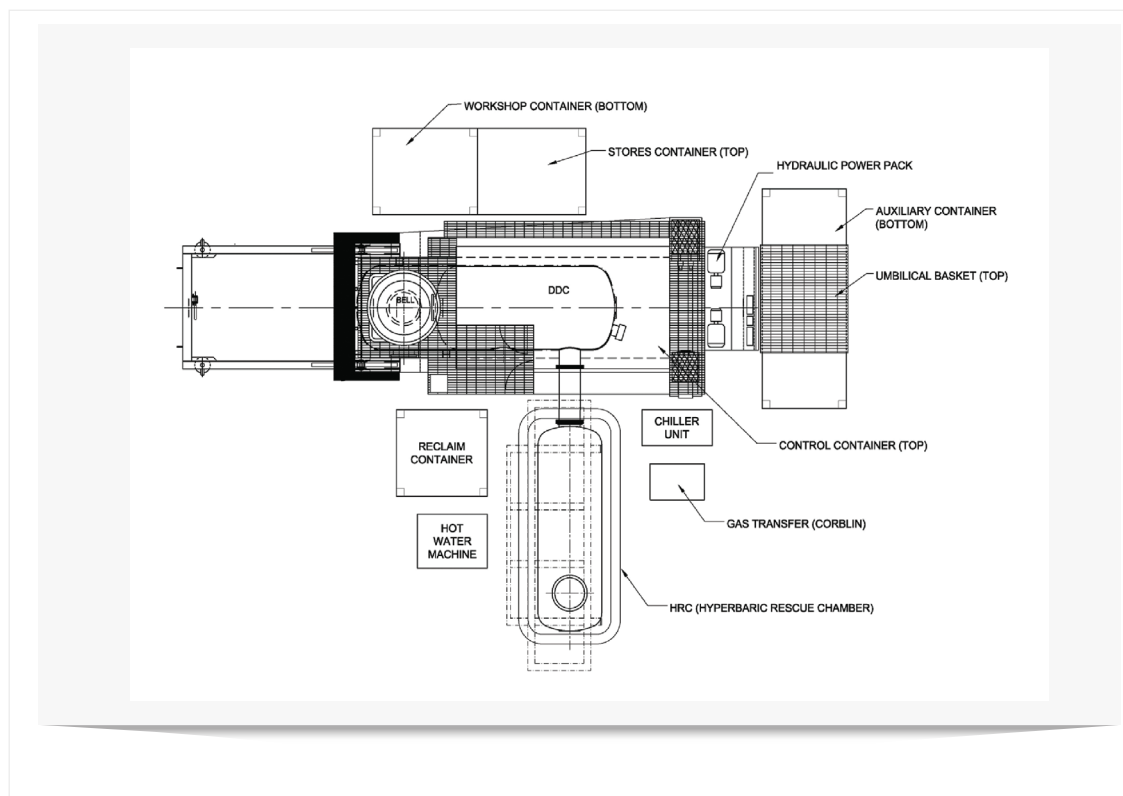 WORKSHOP CONTAINER (BOTTOM)
STORES CONTAINER (TOP)
HYDRAULIC POWER PACK
AUXILIARY CONTAINER
(BOTTOM)
UMBILICAL BASKET (TOP)
DDC
BELL
CHILLER
UNIT
CONTROL CONTAINER (TOP)
RECLAIM
CONTAINER
GAS TRANSFER (CORBLIN)
HOT
WATER
MACHINE
HRC (HYPERBARIC RESCUE CHAMBER)